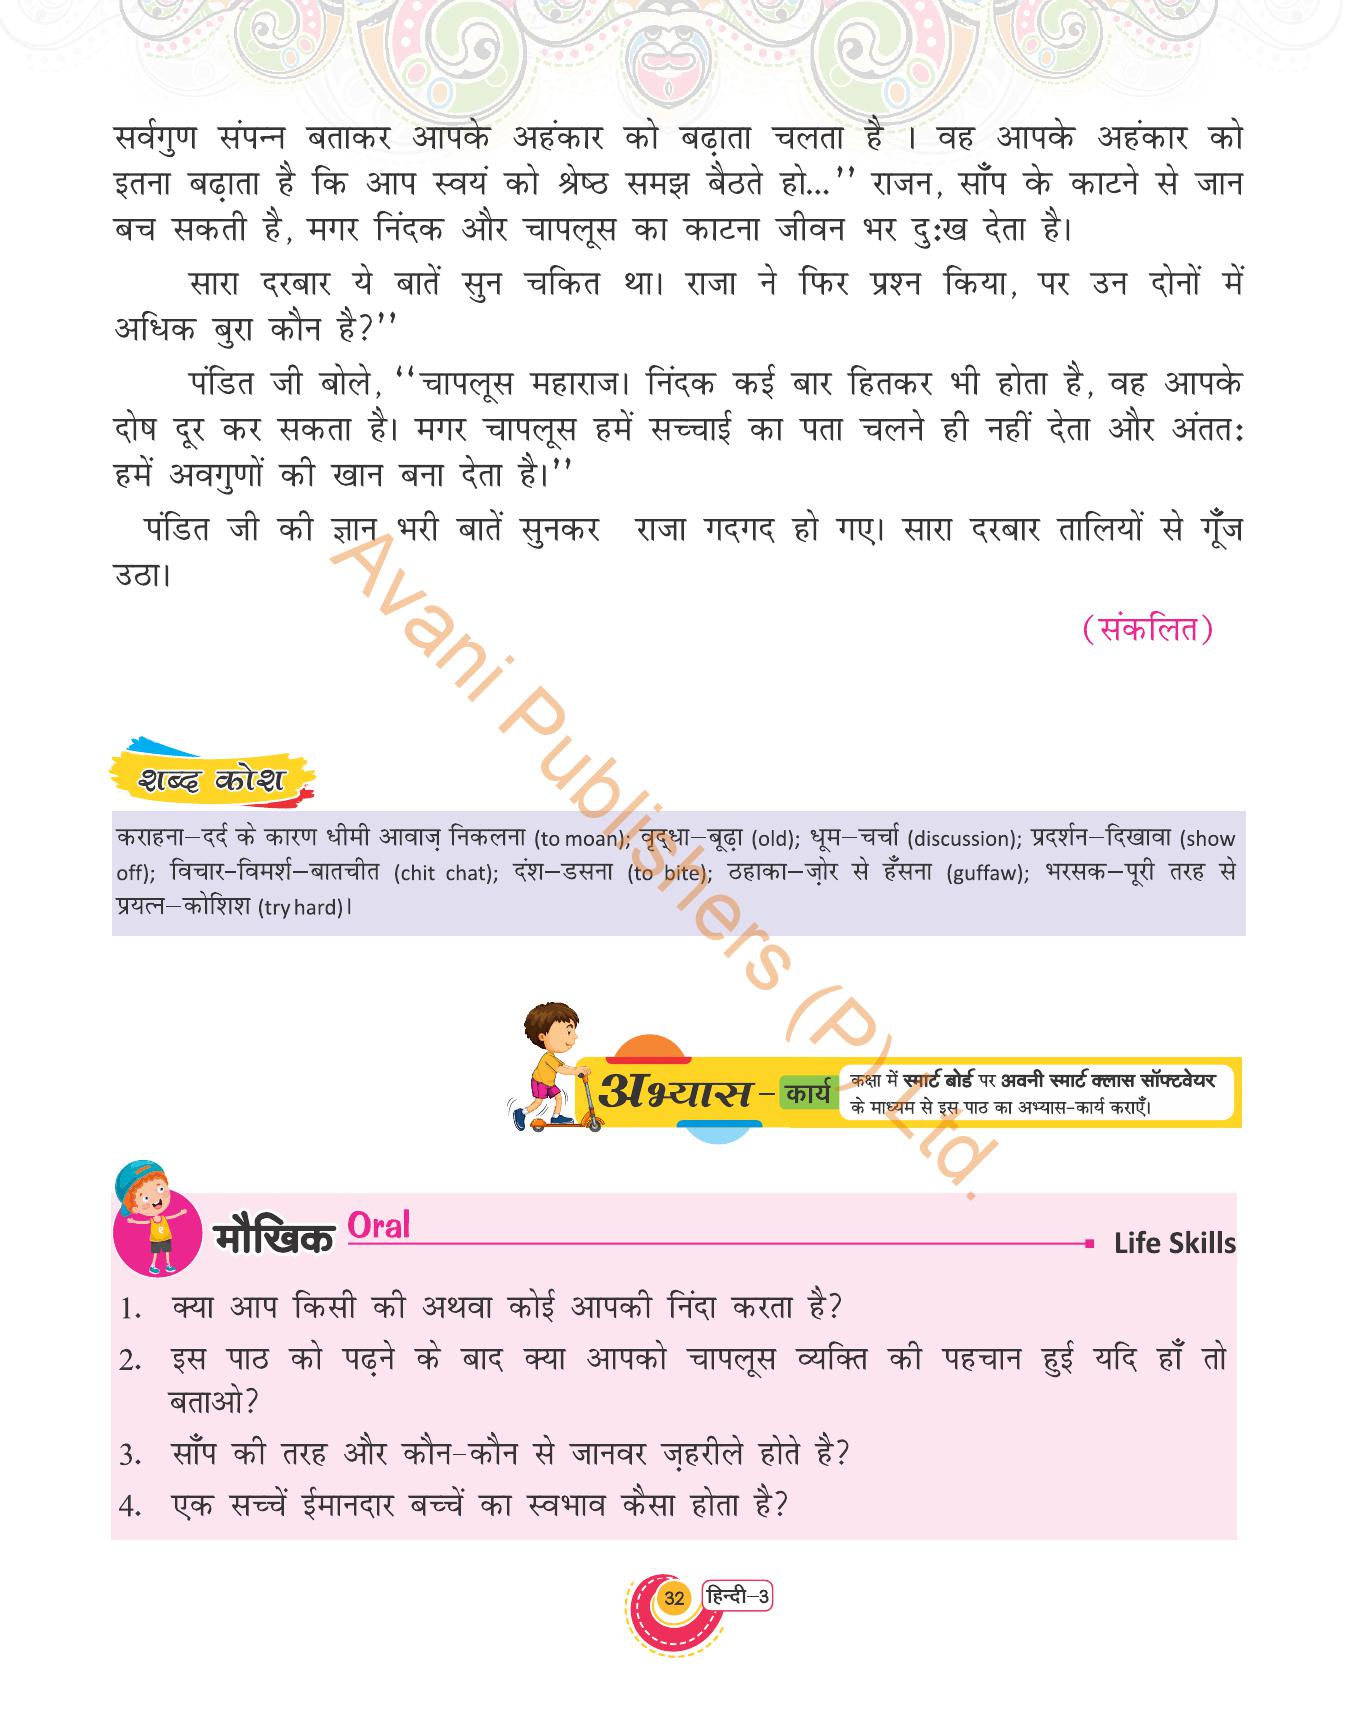 सर्वगुण संपन्न बताकर आपके अहंकार को बढ़ाता चलता है । वह आपके अहंकार को
इतना बढ़ाता है कि आप स्वयं को श्रेष्ठ समझ बैठते हो...’’ राजन, साँप के काटने से जान
बच सकती है, मगर निंदक और चापलूस का काटना जीवन भर दुःख देता है।
सारा दरबार ये बातें सुन चकित था। राजा ने फिर प्रश्न किया, पर उन दोनों में
अधिक बुरा कौन है?’’
पंडित जी बोले, ‘‘चापलूस महाराज। निंदक कई बार हितकर भी होता है, वह आपके
दोष दूर कर सकता है। मगर चापलूस हमें सच्चाई का पता चलने ही नहीं देता और अंततः
हमें अवगुणों की खान बना देता है।’’
पंडित जी की ज्ञान भरी बातें सुनकर राजा गदगद हो गए। सारा दरबार तालियों से गूँज
उठा।
(संकलित)
शब्द कोश
कराहना–दर्द के कारण धीमी आवाज़ निकलना (to moan); वृद्धा–बूढ़ा (old); धूम–चर्चा (discussion); प्रदर्शन–दिखावा (show
off); विचार-विमर्श–बातचीत (chit chat); दंश–डसना (to bite); ठहाका–ज़ोर से हँसना (guffaw); भरसक–पूरी तरह से
प्रयत्न–कोशिश (try hard)।
अभ्यास – कार्य
कक्षा में स्मार्ट बोर्ड पर अवनी स्मार्ट क्लास सॉफ्टवेयर
के माध्यम से इस पाठ का अभ्यास-कार्य कराएँ।
मौखिक Oral
Life Skills
1. क्या आप किसी की अथवा कोई आपकी निंदा करता है?
2. इस पाठ को पढ़ने के बाद क्या आपको चापलूस व्यक्ति की पहचान हुई यदि हाँ तो
बताओ?
3. साँप की तरह और कौन-कौन से जानवर ज़हरीले होते है?
4. एक सच्चें ईमानदार बच्चें का स्वभाव कैसा होता है?
32 हिन्दी–3
Avani Publishers (P) Ltd.